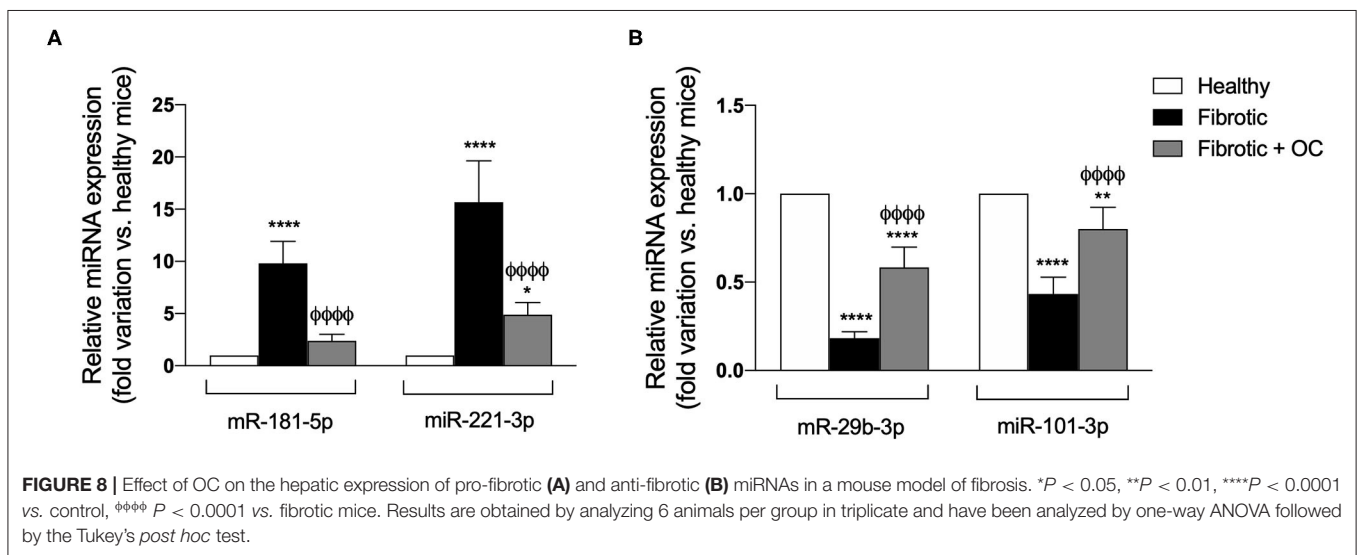 A
Relative miRNA expression
(fold variation vs. healthy mice)
25
20
15
10
5
0
****
ϕϕϕϕ
****
ϕϕϕϕ
*
mR-181-5p
miR-221-3p
B
Relative miRNA expression
(fold variation vs. healthy mice)
1.5
1.0
0.5
0.0
****
ϕϕϕϕ
****
****
ϕϕϕϕ
**
mR-29b-3p
miR-101-3p
Healthy
Fibrotic
Fibrotic + OC
FIGURE 8 | Effect of OC on the hepatic expression of pro-fibrotic (A) and anti-fibrotic (B) miRNAs in a mouse model of fibrosis. *P < 0.05, **P < 0.01, ****P < 0.0001
vs. control, ϕϕϕϕ P < 0.0001 vs. fibrotic mice. Results are obtained by analyzing 6 animals per group in triplicate and have been analyzed by one-way ANOVA followed
by the Tukey's post hoc test.